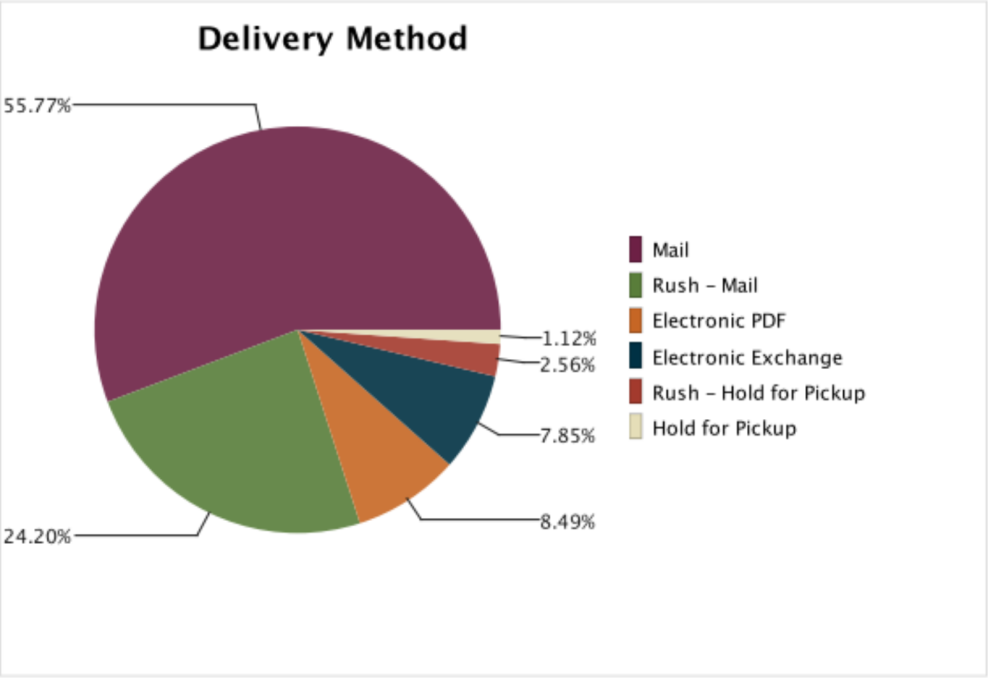 Delivery Method
55.77%
Mail
Rush – Mail
Electronic PDF
1.12%
Electronic Exchange
2.56%
Rush – Hold for Pickup
Hold for Pickup
7.85%
8.49%
24.20%